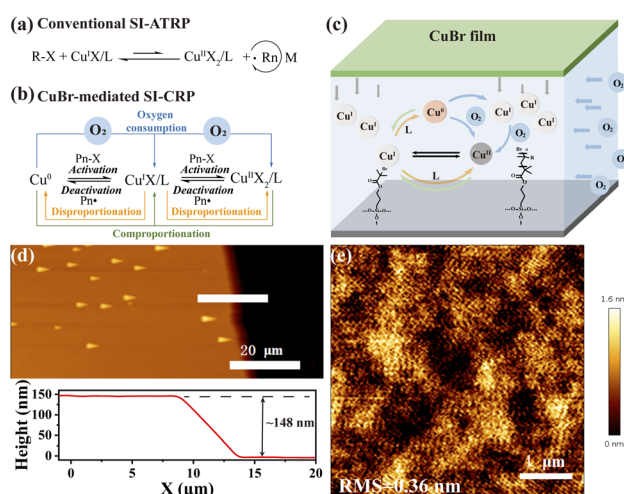 (a) Conventional SI-ATRP
R-X + CuᴵX/L ⇌ CuᴵᴵX₂/L + • Rn M
(b) CuBr-mediated SI-CRP
O₂ Oxygen consumption O₂
Pn-X Pn-X
Activation Activation
Cu⁰ CuᴵX/L CuᴵᴵX₂/L
Deactivation Deactivation
Pn• Pn•
Disproportionation Disproportionation
Comproportionation
(c) CuBr film
O₂
Cuᴵ Cuᴵ Cuᴵ
Cu⁰
O₂
Cuᴵ Cuᴵ Cuᴵ
L
O₂
O₂
Cuᴵ Cuᴵᴵ
L
O₂
O₂
(d)
20 μm
Height (nm)
150
100
50
0
~148 nm
0 5 10 15 20
X (μm)
(e)
1.6 nm
0 nm
1 μm
RMS=0.36 nm